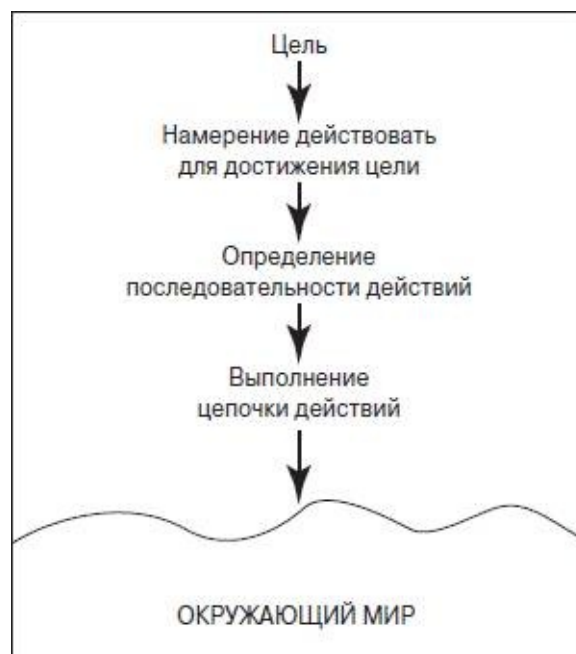 Цель
Намерение действовать
для достижения цели
Определение
последовательности действий
Выполнение
цепочки действий
ОКРУЖАЮЩИЙ МИР